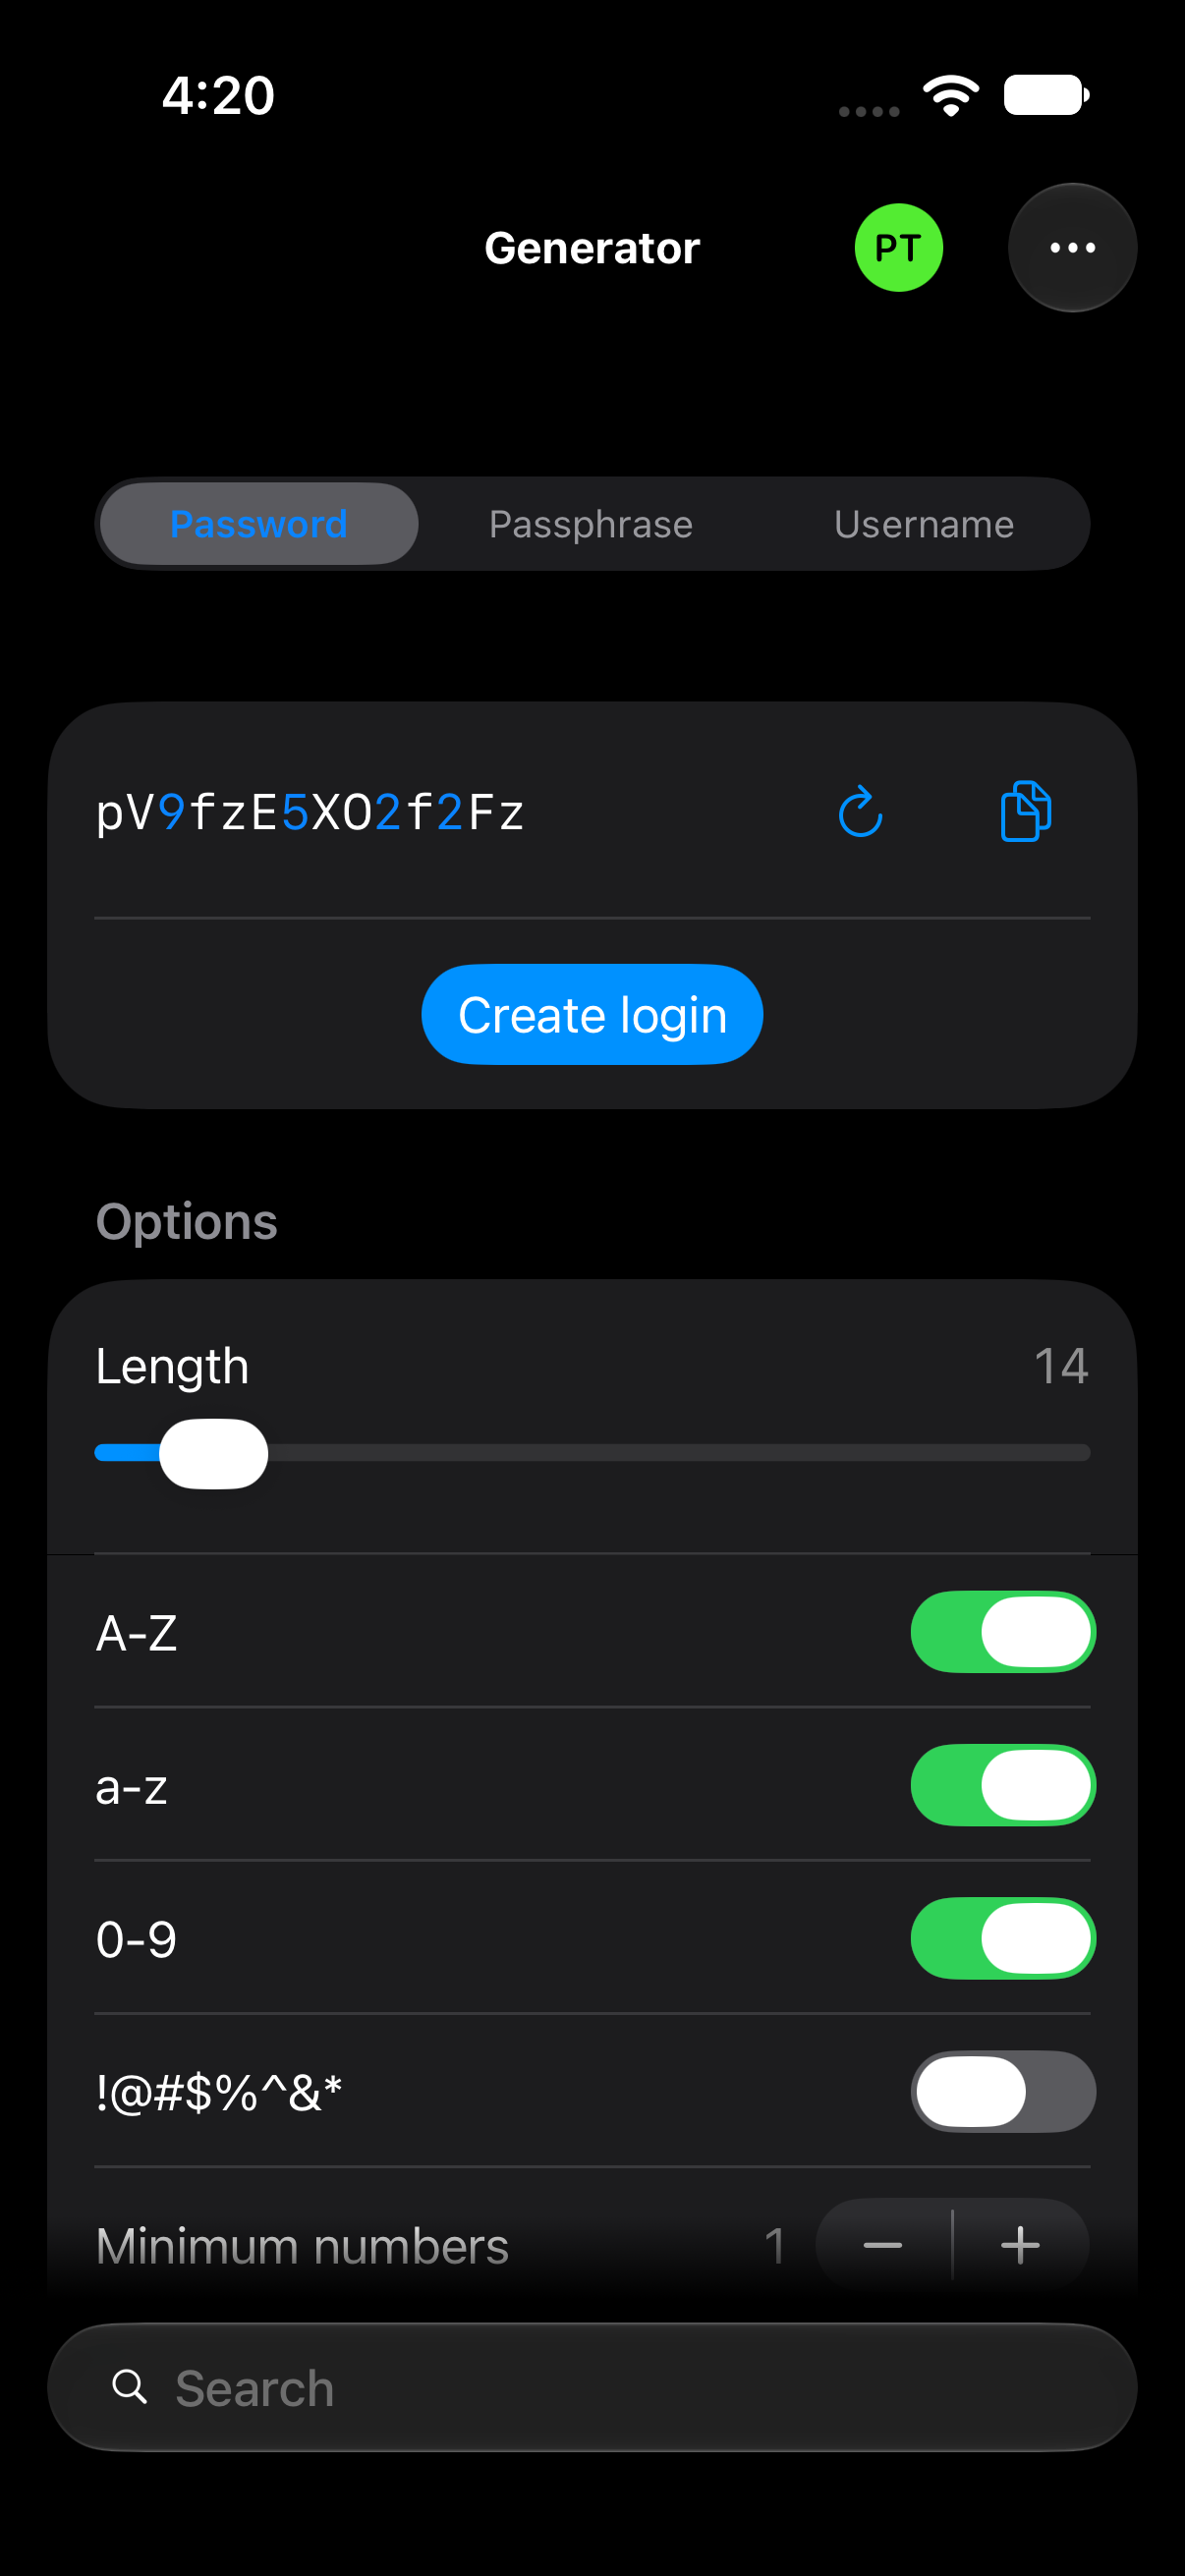 4:20
Generator
PT
Password Passphrase Username
pV9fzE5XO2f2Fz
Create login
Options
Length 14
A-Z
a-z
0-9
!@#$%^&*
Minimum numbers 1
Search